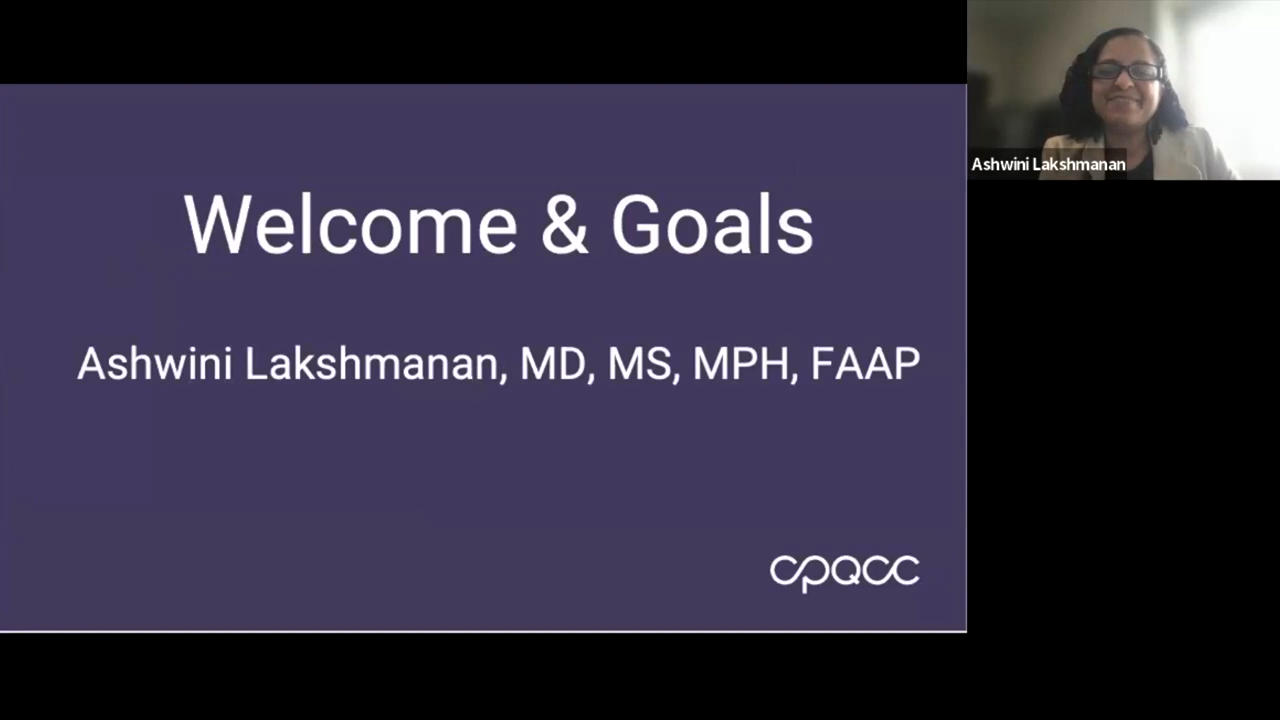 Welcome & Goals
Ashwini Lakshmanan, MD, MS, MPH, FAAP
cpqcc
Ashwini Lakshmanan